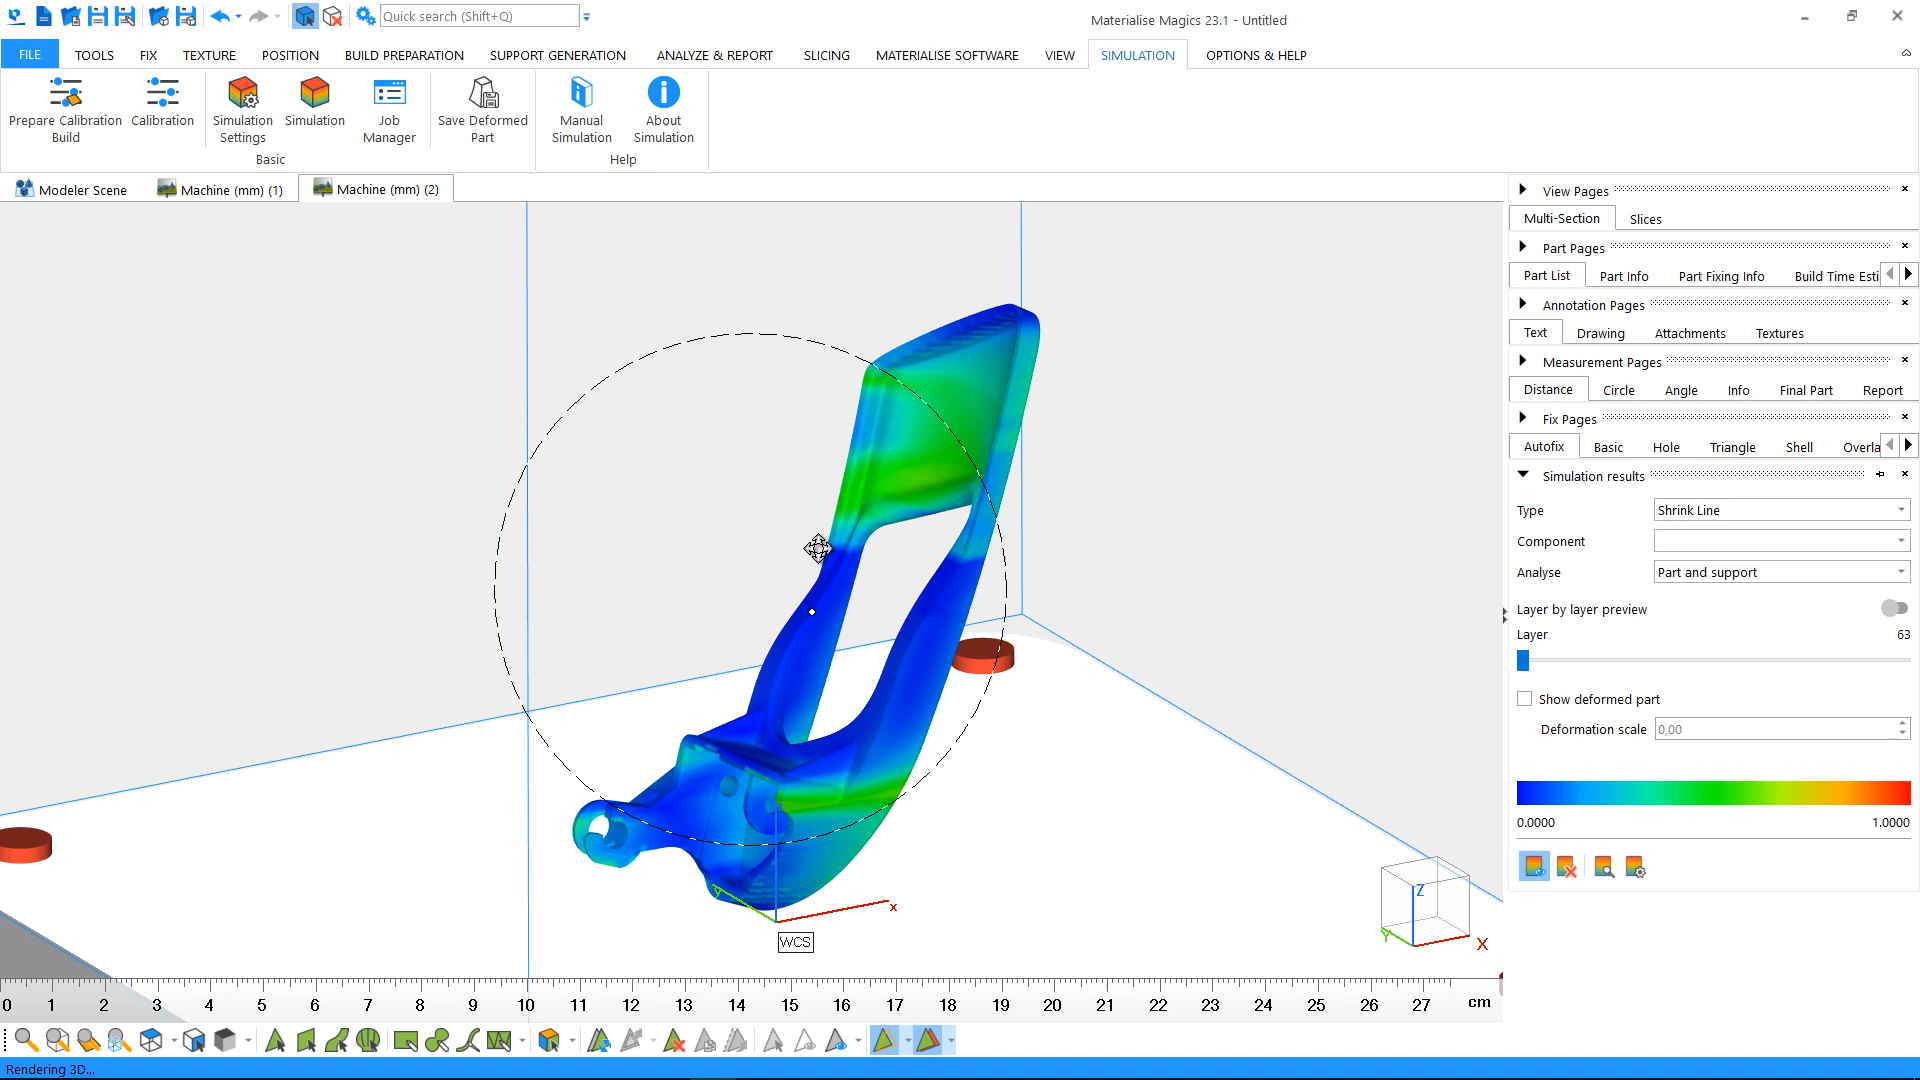 Quick search (Shift+Q)
Materialise Magics 23.1 - Untitled
FILE TOOLS FIX TEXTURE POSITION BUILD PREPARATION SUPPORT GENERATION ANALYZE & REPORT SLICING MATERIALISE SOFTWARE VIEW SIMULATION OPTIONS & HELP
Prepare Calibration Build
Calibration
Simulation Settings
Simulation
Job Manager
Save Deformed Part
Manual Simulation
About Simulation
Basic
Help
Modeler Scene
Machine (mm) (1)
Machine (mm) (2)
View Pages
Multi-Section Slices
Part Pages
Part List Part Info Part Fixing Info Build Time Esti
Annotation Pages
Text Drawing Attachments Textures
Measurement Pages
Distance Circle Angle Info Final Part Report
Fix Pages
Autofix Basic Hole Triangle Shell Overla
Simulation results
Type Shrink Line
Component
Analyse Part and support
Layer by layer preview
Layer 63
Show deformed part
Deformation scale 0,00
0.0000 1.0000
Y
x
WCS
Z
Y
X
0 1 2 3 4 5 6 7 8 9 10 11 12 13 14 15 16 17 18 19 20 21 22 23 24 25 26 27 cm
Rendering 3D...